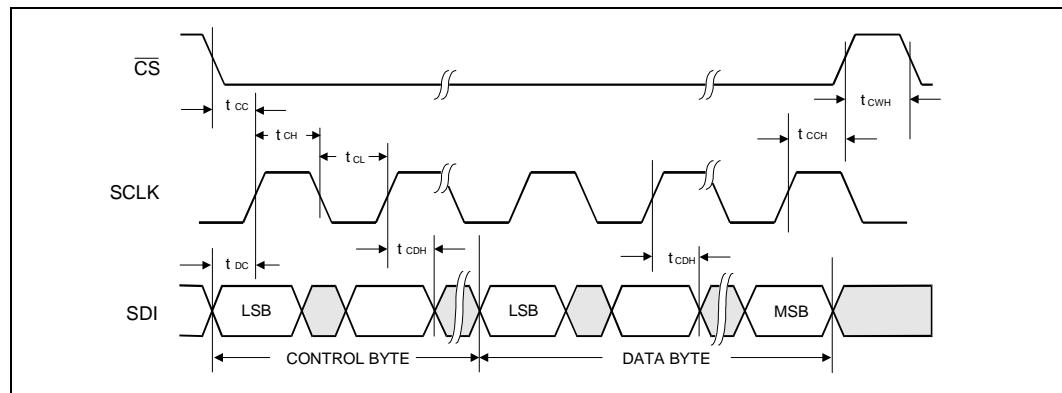 CS
t CC
t CWH
t CH
t CCH
t CL
SCLK
t DC
t CDH
t CDH
SDI
LSB
LSB
MSB
CONTROL BYTE
DATA BYTE